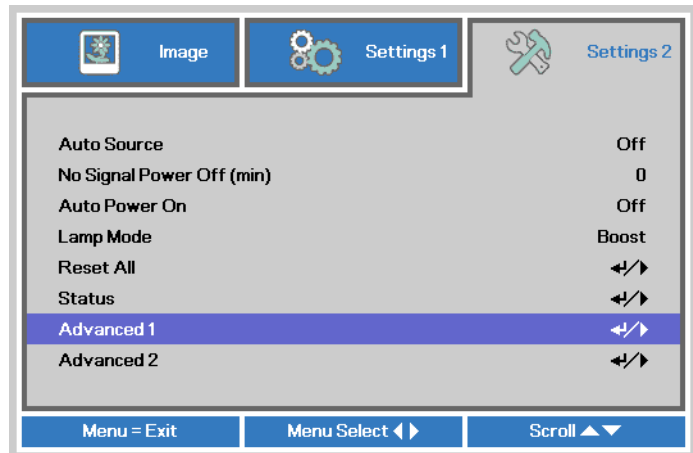 Image Settings 1 Settings 2
Auto Source Off
No Signal Power Off (min) 0
Auto Power On Off
Lamp Mode Boost
Reset All ↵/▶
Status ↵/▶
Advanced 1 ↵/▶
Advanced 2 ↵/▶
Menu = Exit Menu Select ◀▶ Scroll ▲▼